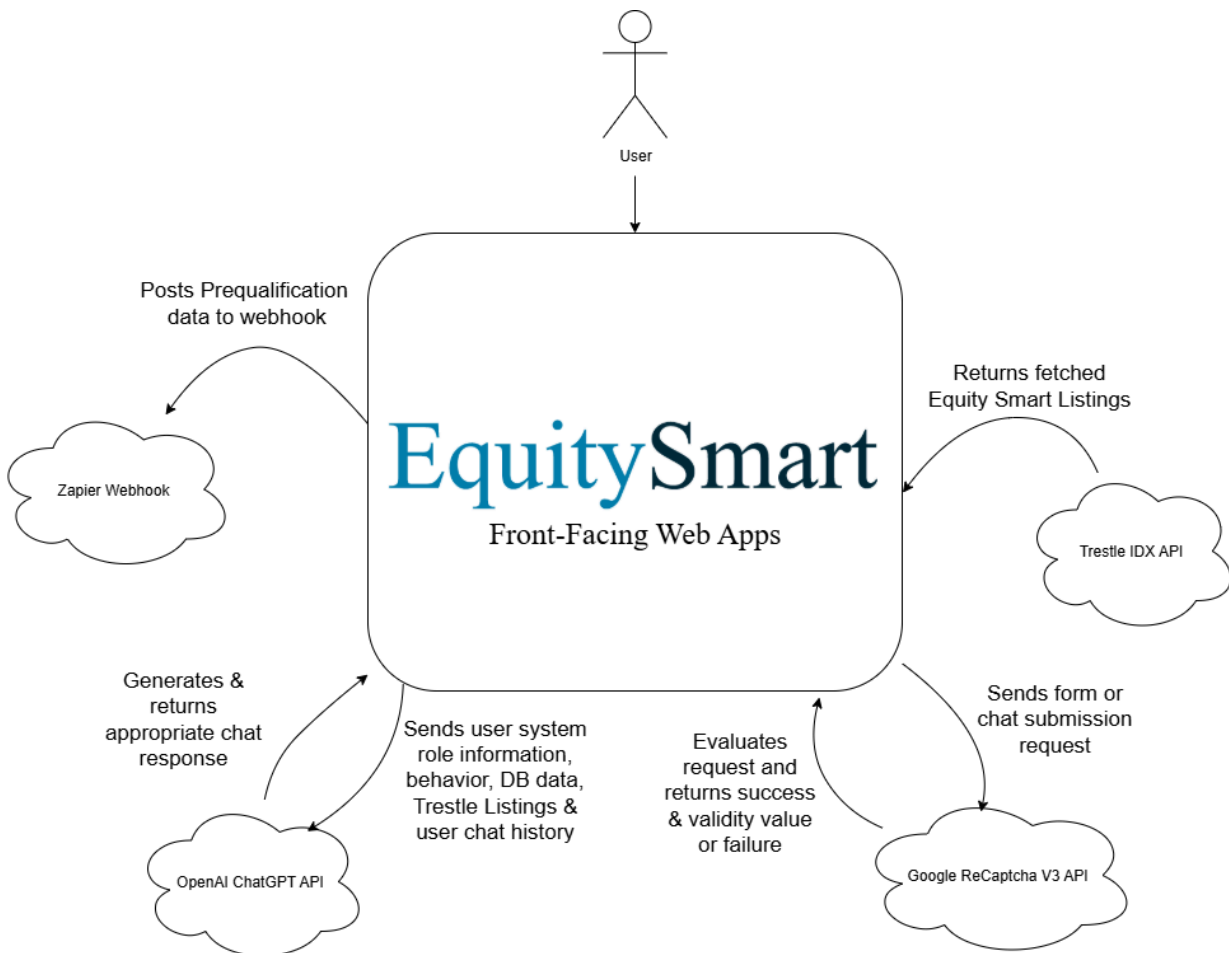 User
Posts Prequalification
data to webhook
Returns fetched
Equity Smart Listings
EquitySmart
Front-Facing Web Apps
Zapier Webhook
Trestle IDX API
Generates &
returns
appropriate chat
response
Sends user system
role information,
behavior, DB data,
Trestle Listings &
user chat history
Evaluates
request and
returns success
& validity value
or failure
Sends form or
chat submission
request
OpenAI ChatGPT API
Google ReCaptcha V3 API